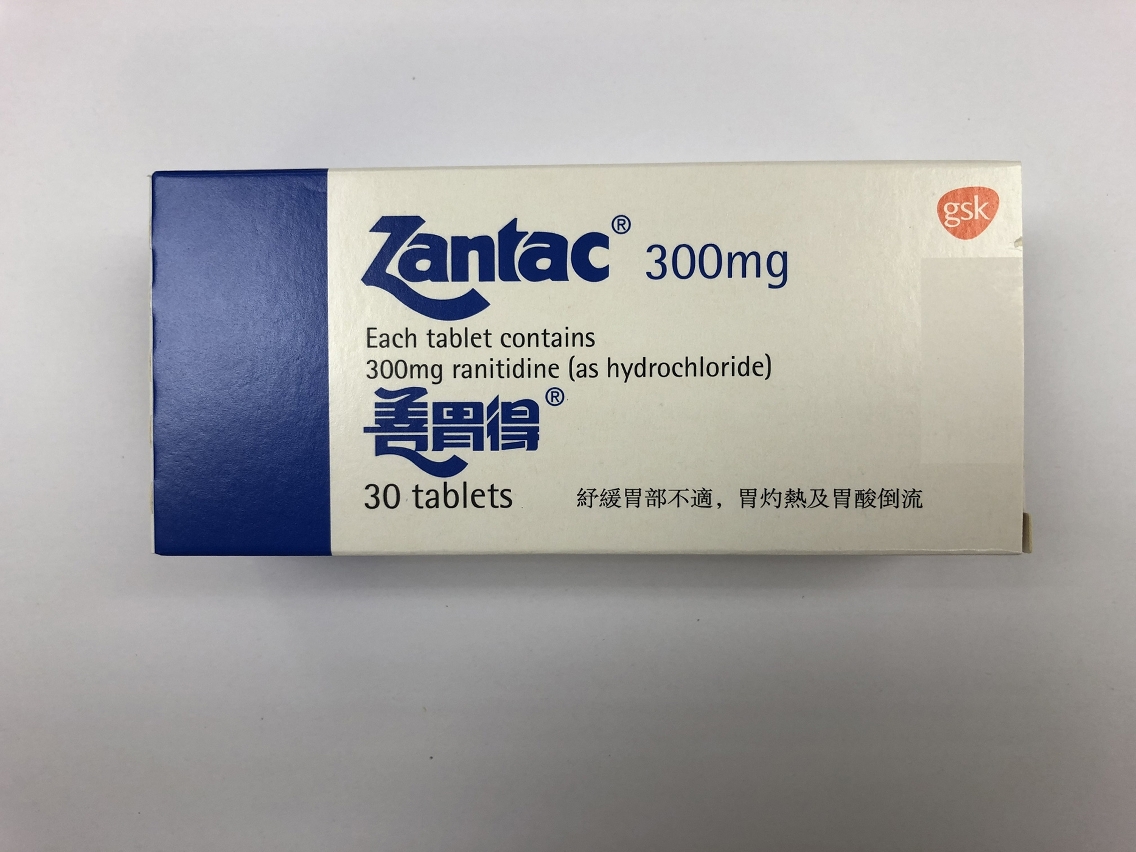 Zantac® 300mg
gsk
Each tablet contains
300mg ranitidine (as hydrochloride)
善胃得®
30 tablets
紓緩胃部不適，胃灼熱及胃酸倒流